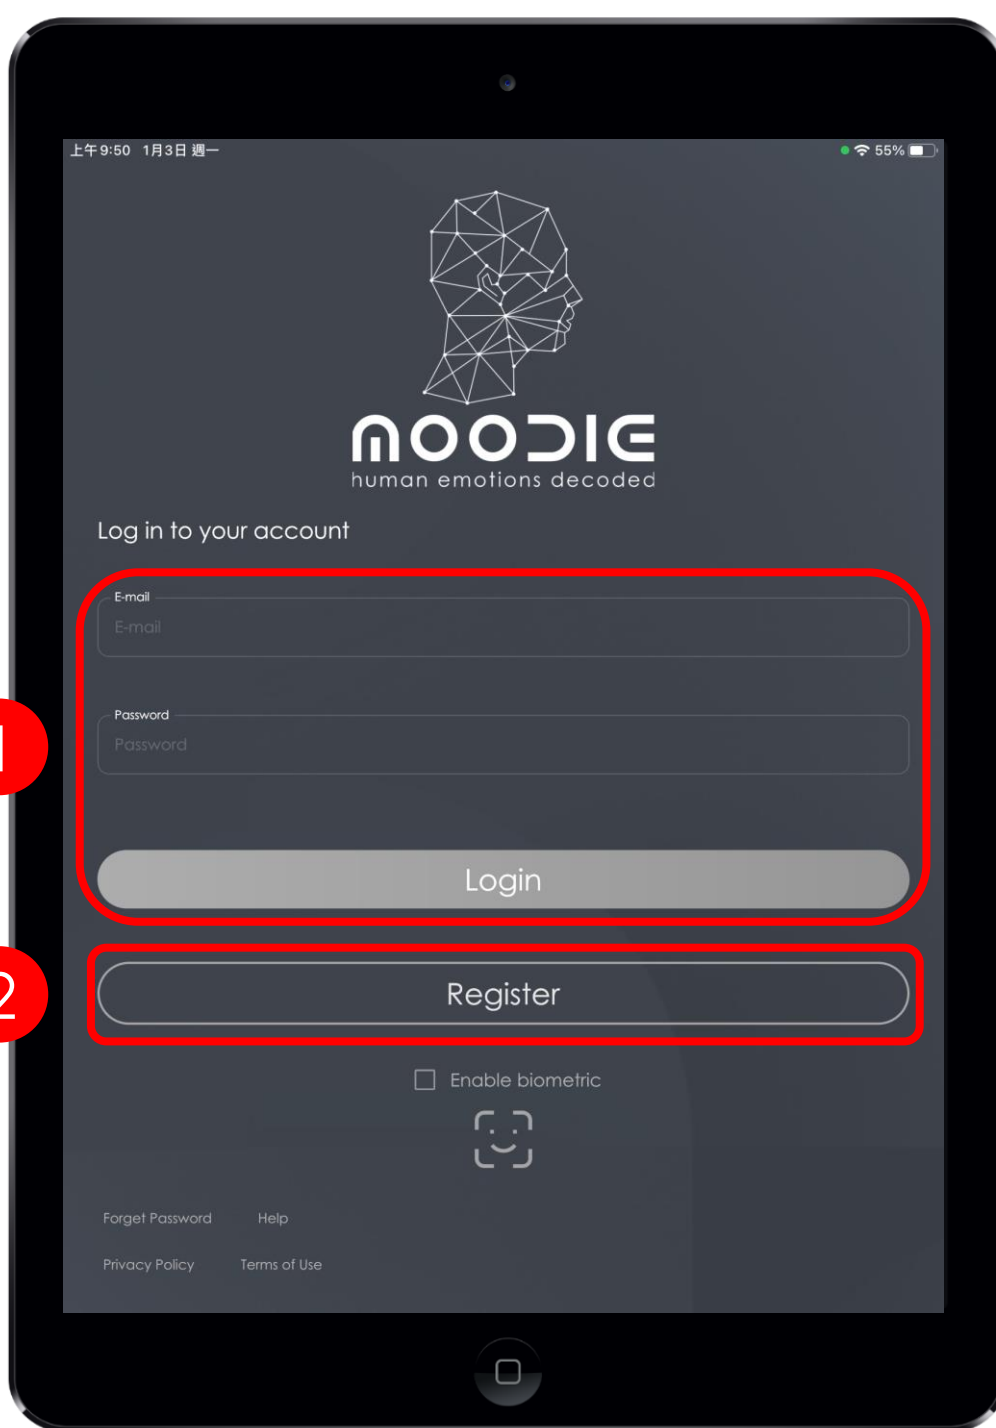 上午9:50 1月3日 週一
55%
MOODIE
human emotions decoded
Log in to your account
E-mail
E-mail
Password
Password
1
Login
2
Register
Enable biometric
Forget Password Help
Privacy Policy Terms of Use